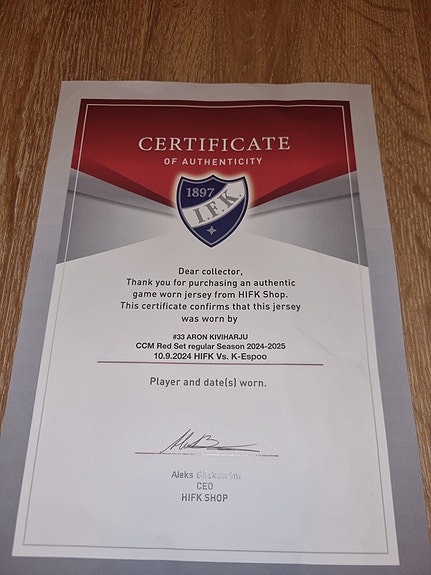 CERTIFICATE
OF AUTHENTICITY
1897
I.F.K.
Dear collector,
Thank you for purchasing an authentic
game worn jersey from HIFK Shop.
This certificate confirms that this jersey
was worn by
#33 ARON KIVIHARJU
CCM Red Set regular Season 2024-2025
10.9.2024 HIFK Vs. K-Espoo
Player and date(s) worn.
Aleks Bäckström
CEO
HIFK SHOP